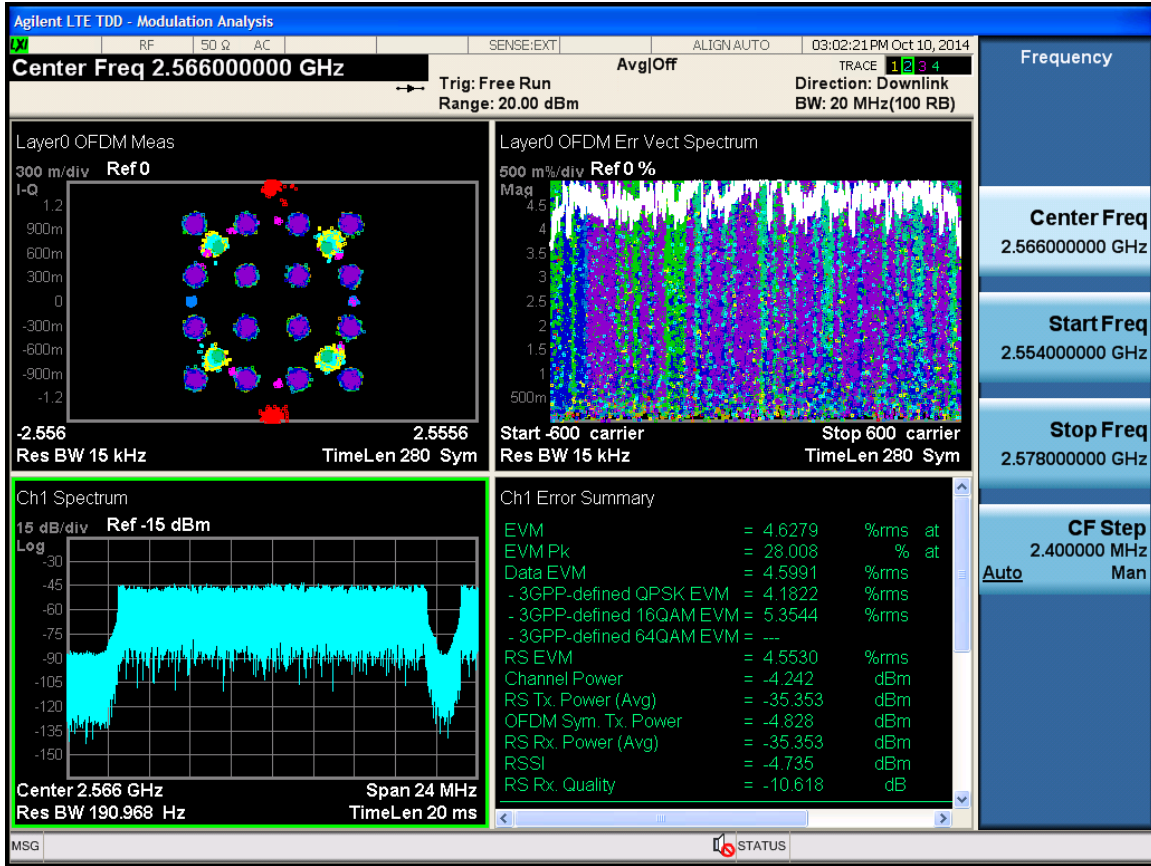 Agilent LTE TDD - Modulation Analysis
LXI RF 50 Ω AC SENSE:EXT ALIGN AUTO 03:02:21 PM Oct 10, 2014
Center Freq 2.566000000 GHz
Avg|Off
TRACE 1 2 3 4
Trig: Free Run
Direction: Downlink
Range: 20.00 dBm
BW: 20 MHz(100 RB)
Layer0 OFDM Meas
300 m/div Ref 0
I-Q
1.2
900m
600m
300m
0
-300m
-600m
-900m
-1.2
-2.556 2.5556
Res BW 15 kHz TimeLen 280 Sym
Layer0 OFDM Err Vect Spectrum
500 m%/div Ref 0 %
Mag
4.5
4
3.5
3
2.5
2
1.5
1
500m
Start -600 carrier Stop 600 carrier
Res BW 15 kHz TimeLen 280 Sym
Ch1 Spectrum
15 dB/div Ref -15 dBm
Log
-30
-45
-60
-75
-90
-105
-120
-135
-150
Center 2.566 GHz Span 24 MHz
Res BW 190.968 Hz TimeLen 20 ms
Ch1 Error Summary
EVM = 4.6279 %rms at
EVM Pk = 28.008 % at
Data EVM = 4.5991 %rms
- 3GPP-defined QPSK EVM = 4.1822 %rms
- 3GPP-defined 16QAM EVM = 5.3544 %rms
- 3GPP-defined 64QAM EVM = ---
RS EVM = 4.5530 %rms
Channel Power = -4.242 dBm
RS Tx. Power (Avg) = -35.353 dBm
OFDM Sym. Tx. Power = -4.828 dBm
RS Rx. Power (Avg) = -35.353 dBm
RSSI = -4.735 dBm
RS Rx. Quality = -10.618 dB
Frequency
Center Freq
2.566000000 GHz
Start Freq
2.554000000 GHz
Stop Freq
2.578000000 GHz
CF Step
2.400000 MHz
Auto Man
MSG STATUS